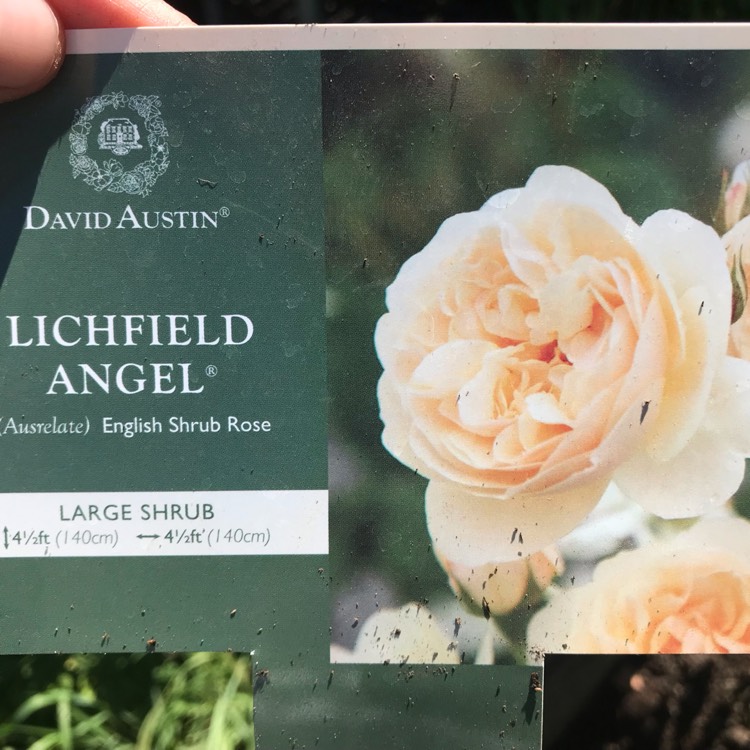 DAVID AUSTIN®
LICHFIELD
ANGEL®
(Ausrelate) English Shrub Rose
LARGE SHRUB
↕4½ft (140cm) ↔4½ft (140cm)